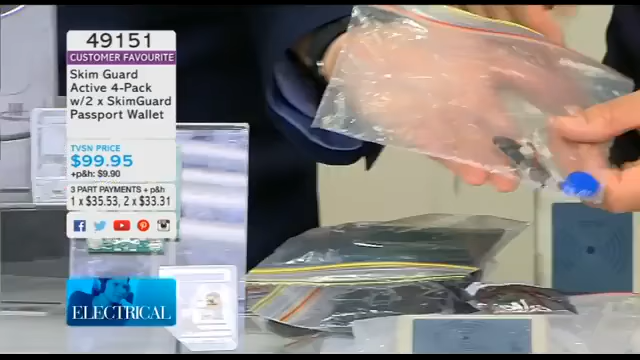 49151
CUSTOMER FAVOURITE
Skim Guard
Active 4-Pack
w/2 x SkimGuard
Passport Wallet
TVSN PRICE
$99.95
+p&h: $9.90
3 PART PAYMENTS + p&h
1 x $35.53, 2 x $33.31
ELECTRICAL